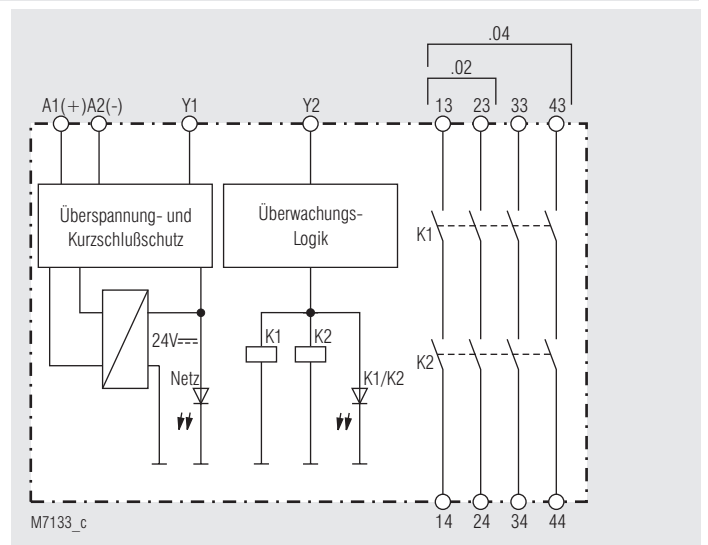 .04
.02
A1(+)A2(-) Y1 Y2 13 23 33 43
Überspannung- und
Kurzschlußschutz
Überwachungs-
Logik
K1
24V K1 K2
K2
Netz K1/K2
M7133_c 14 24 34 44